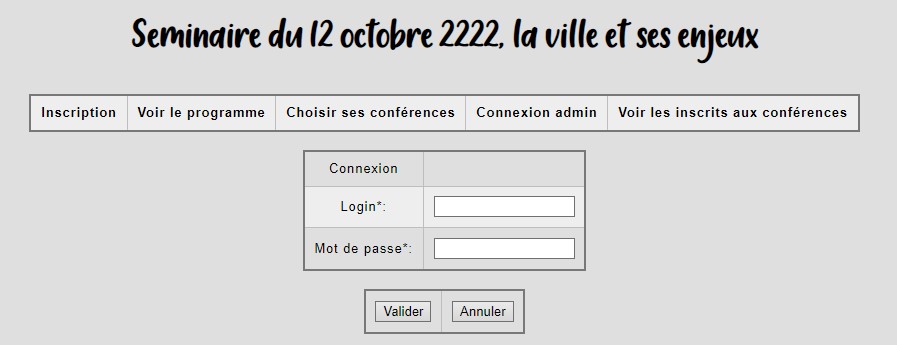 Seminaire du 12 octobre 2222, la ville et ses enjeux
Inscription Voir le programme Choisir ses conférences Connexion admin Voir les inscrits aux conférences
Connexion
Login*:
Mot de passe*:
Valider Annuler